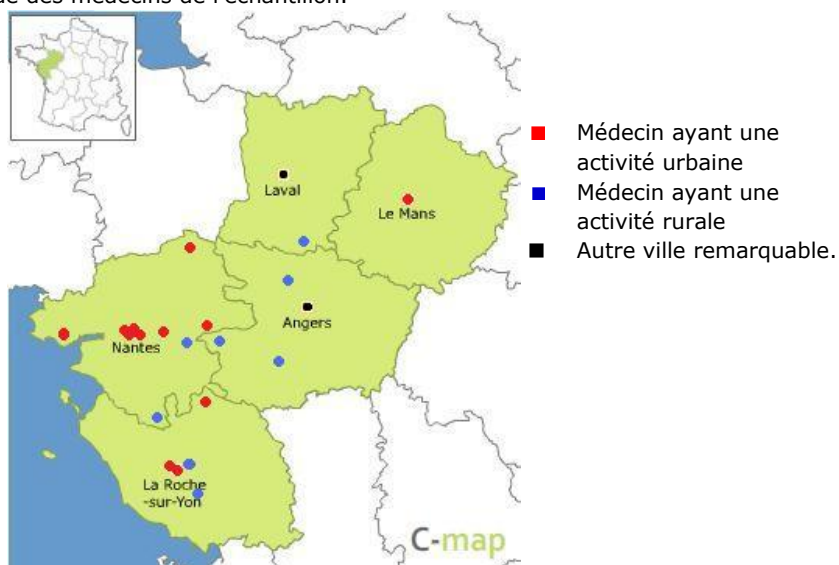 des médecins de l'échantillon.
Médecin ayant une
activité urbaine
Médecin ayant une
activité rurale
Autre ville remarquable.
Laval
Le Mans
Angers
Nantes
La Roche
-sur-Yon
C-map